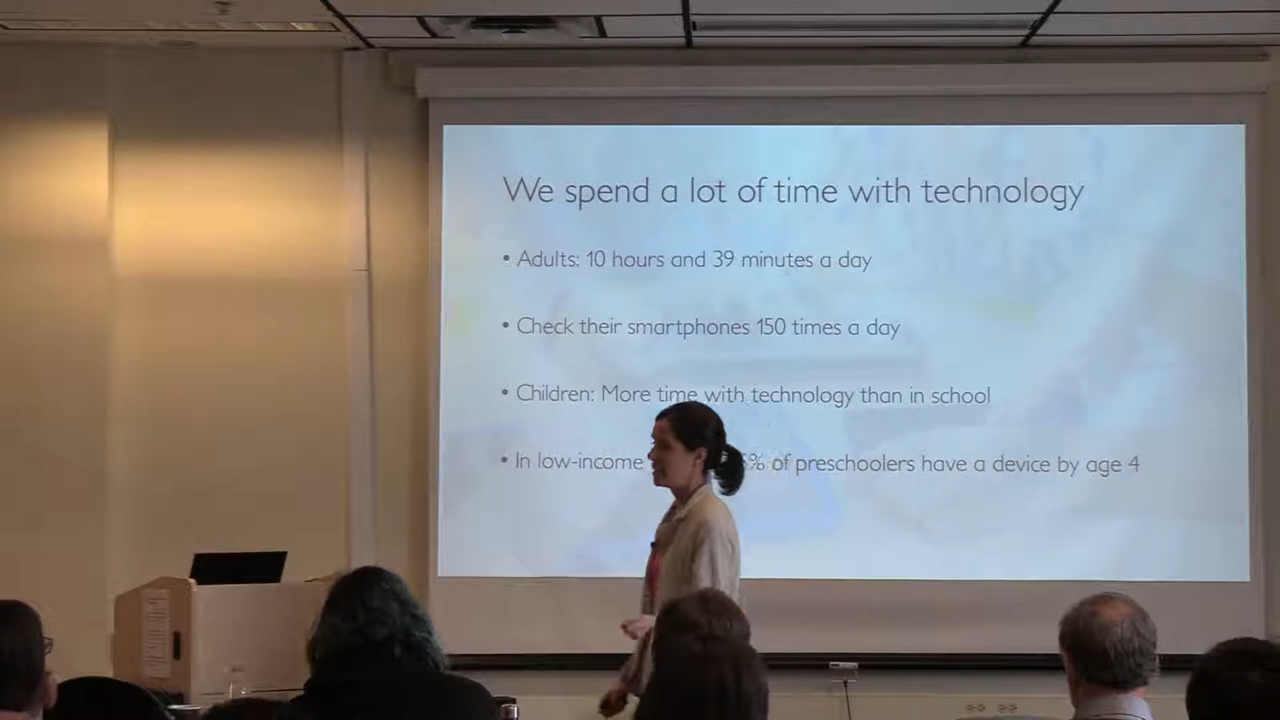 We spend a lot of time with technology
• Adults: 10 hours and 39 minutes a day
• Check their smartphones 150 times a day
• Children: More time with technology than in school
• In low-income % of preschoolers have a device by age 4